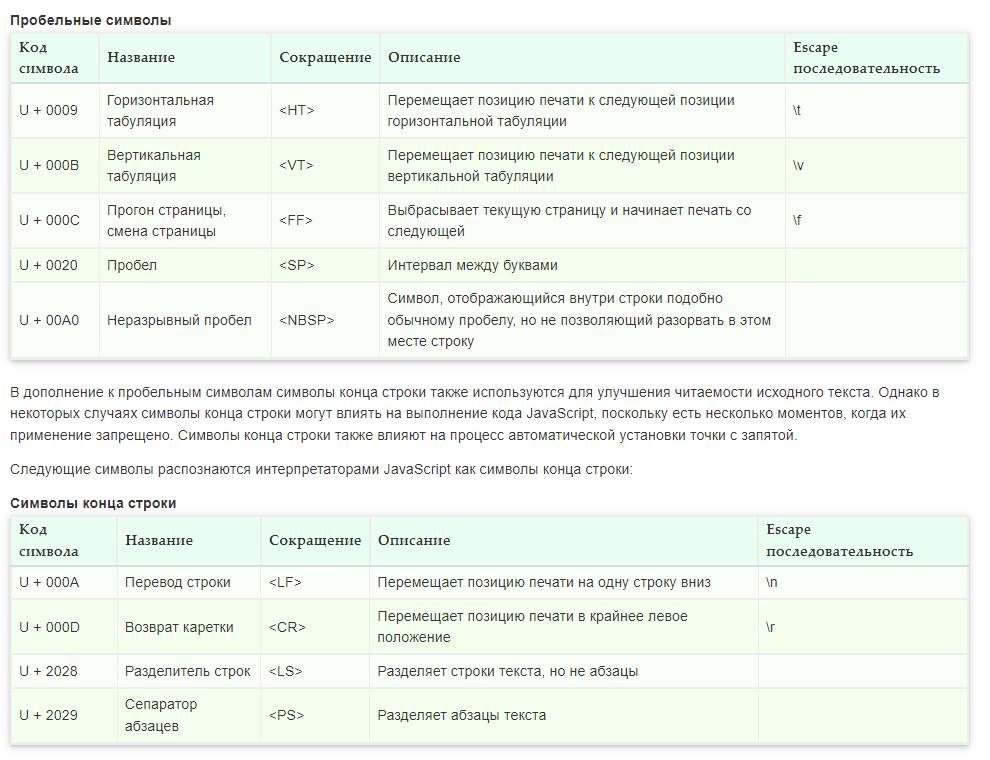 Пробельные символы
Код символа Название Сокращение Описание Escape последовательность
U + 0009 Горизонтальная табуляция <HT> Перемещает позицию печати к следующей позиции горизонтальной табуляции \t
U + 000B Вертикальная табуляция <VT> Перемещает позицию печати к следующей позиции вертикальной табуляции \v
U + 000C Прогон страницы, смена страницы <FF> Выбрасывает текущую страницу и начинает печать со следующей \f
U + 0020 Пробел <SP> Интервал между буквами
U + 00A0 Неразрывный пробел <NBSP> Символ, отображающийся внутри строки подобно обычному пробелу, но не позволяющий разорвать в этом месте строку
В дополнение к пробельным символам символы конца строки также используются для улучшения читаемости исходного текста. Однако в
некоторых случаях символы конца строки могут влиять на выполнение кода JavaScript, поскольку есть несколько моментов, когда их
применение запрещено. Символы конца строки также влияют на процесс автоматической установки точки с запятой.
Следующие символы распознаются интерпретаторами JavaScript как символы конца строки:
Символы конца строки
Код символа Название Сокращение Описание Escape последовательность
U + 000A Перевод строки <LF> Перемещает позицию печати на одну строку вниз \n
U + 000D Возврат каретки <CR> Перемещает позицию печати в крайнее левое положение \r
U + 2028 Разделитель строк <LS> Разделяет строки текста, но не абзацы
U + 2029 Сепаратор абзацев <PS> Разделяет абзацы текста